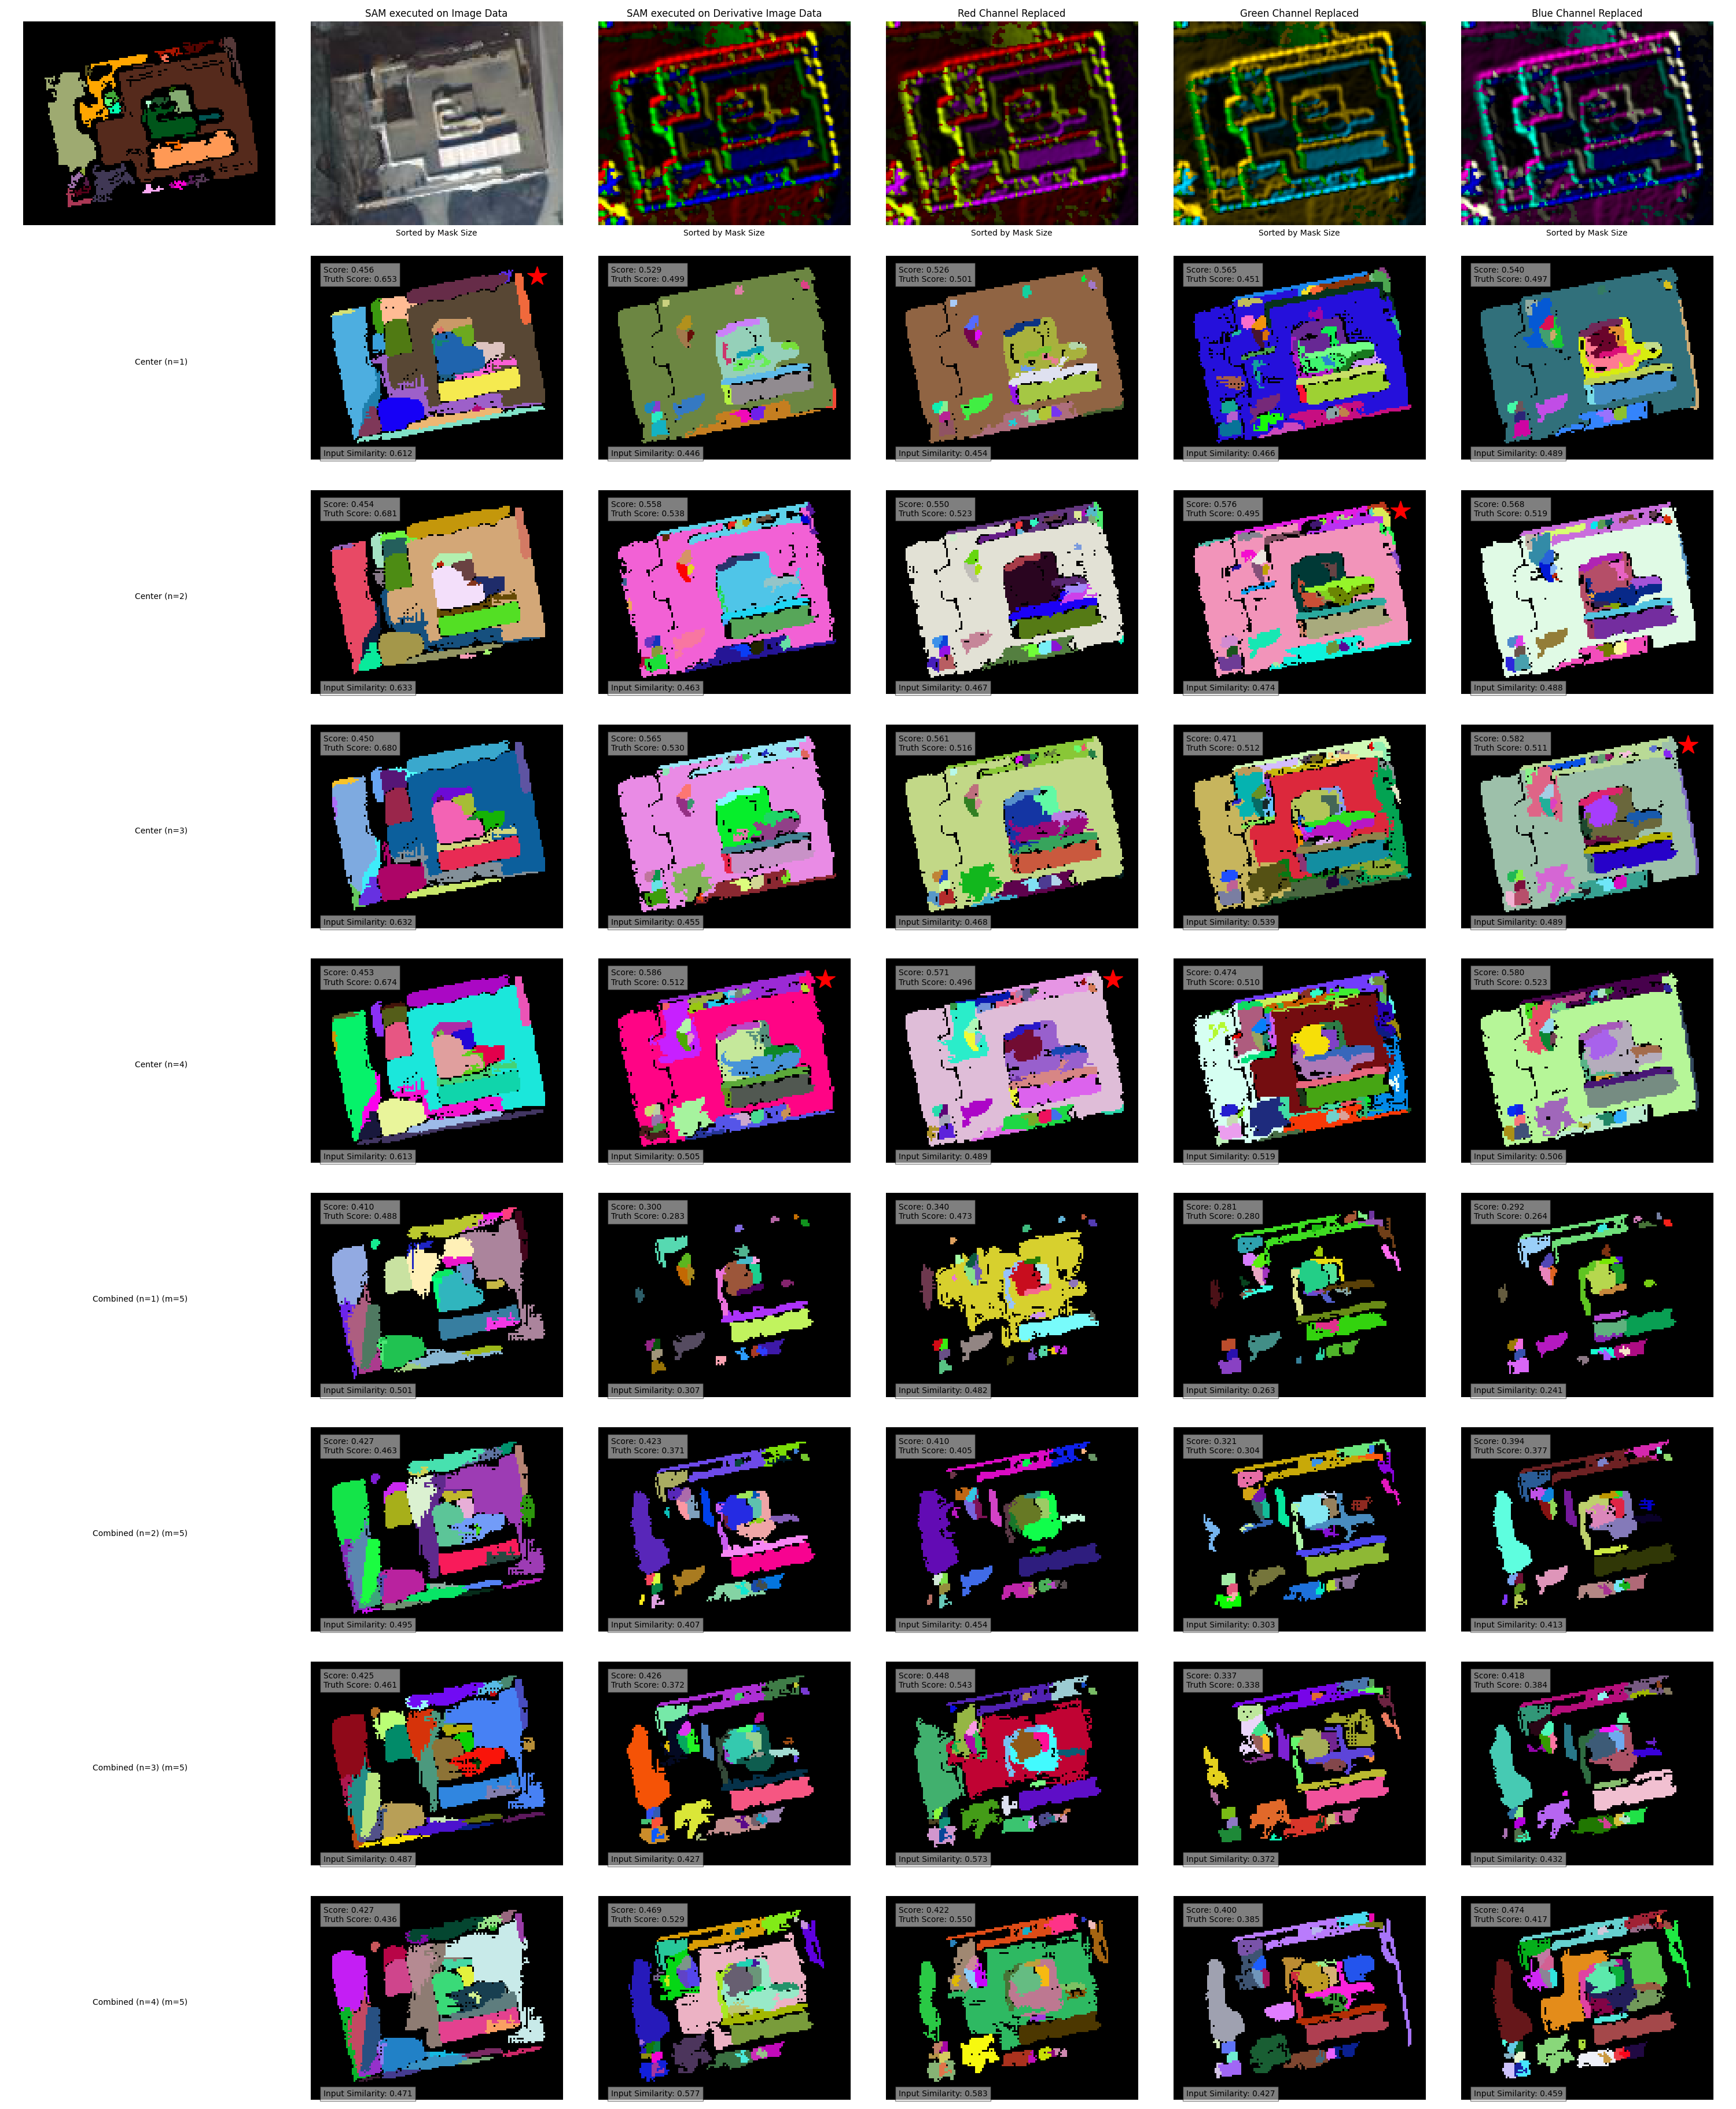 SAM executed on Image Data
SAM executed on Derivative Image Data
Red Channel Replaced
Green Channel Replaced
Blue Channel Replaced
Sorted by Mask Size
Sorted by Mask Size
Sorted by Mask Size
Sorted by Mask Size
Sorted by Mask Size
Center (n=1)
Score: 0.456
Truth Score: 0.653
Input Similarity: 0.612
Score: 0.529
Truth Score: 0.499
Input Similarity: 0.446
Score: 0.526
Truth Score: 0.501
Input Similarity: 0.454
Score: 0.565
Truth Score: 0.451
Input Similarity: 0.466
Score: 0.540
Truth Score: 0.497
Input Similarity: 0.489
Center (n=2)
Score: 0.454
Truth Score: 0.681
Input Similarity: 0.633
Score: 0.558
Truth Score: 0.538
Input Similarity: 0.463
Score: 0.550
Truth Score: 0.523
Input Similarity: 0.467
Score: 0.576
Truth Score: 0.495
Input Similarity: 0.474
Score: 0.568
Truth Score: 0.519
Input Similarity: 0.488
Center (n=3)
Score: 0.450
Truth Score: 0.680
Input Similarity: 0.632
Score: 0.565
Truth Score: 0.530
Input Similarity: 0.455
Score: 0.561
Truth Score: 0.516
Input Similarity: 0.468
Score: 0.471
Truth Score: 0.512
Input Similarity: 0.539
Score: 0.582
Truth Score: 0.511
Input Similarity: 0.489
Center (n=4)
Score: 0.453
Truth Score: 0.674
Input Similarity: 0.613
Score: 0.586
Truth Score: 0.512
Input Similarity: 0.505
Score: 0.571
Truth Score: 0.496
Input Similarity: 0.489
Score: 0.474
Truth Score: 0.510
Input Similarity: 0.519
Score: 0.580
Truth Score: 0.523
Input Similarity: 0.506
Combined (n=1) (m=5)
Score: 0.410
Truth Score: 0.488
Input Similarity: 0.501
Score: 0.300
Truth Score: 0.283
Input Similarity: 0.307
Score: 0.340
Truth Score: 0.473
Input Similarity: 0.482
Score: 0.281
Truth Score: 0.280
Input Similarity: 0.263
Score: 0.292
Truth Score: 0.264
Input Similarity: 0.241
Combined (n=2) (m=5)
Score: 0.427
Truth Score: 0.463
Input Similarity: 0.495
Score: 0.423
Truth Score: 0.371
Input Similarity: 0.407
Score: 0.410
Truth Score: 0.405
Input Similarity: 0.454
Score: 0.321
Truth Score: 0.304
Input Similarity: 0.303
Score: 0.394
Truth Score: 0.377
Input Similarity: 0.413
Combined (n=3) (m=5)
Score: 0.425
Truth Score: 0.461
Input Similarity: 0.487
Score: 0.426
Truth Score: 0.372
Input Similarity: 0.427
Score: 0.448
Truth Score: 0.543
Input Similarity: 0.573
Score: 0.337
Truth Score: 0.338
Input Similarity: 0.372
Score: 0.418
Truth Score: 0.384
Input Similarity: 0.432
Combined (n=4) (m=5)
Score: 0.427
Truth Score: 0.436
Input Similarity: 0.471
Score: 0.469
Truth Score: 0.529
Input Similarity: 0.577
Score: 0.422
Truth Score: 0.550
Input Similarity: 0.583
Score: 0.400
Truth Score: 0.385
Input Similarity: 0.427
Score: 0.474
Truth Score: 0.417
Input Similarity: 0.459